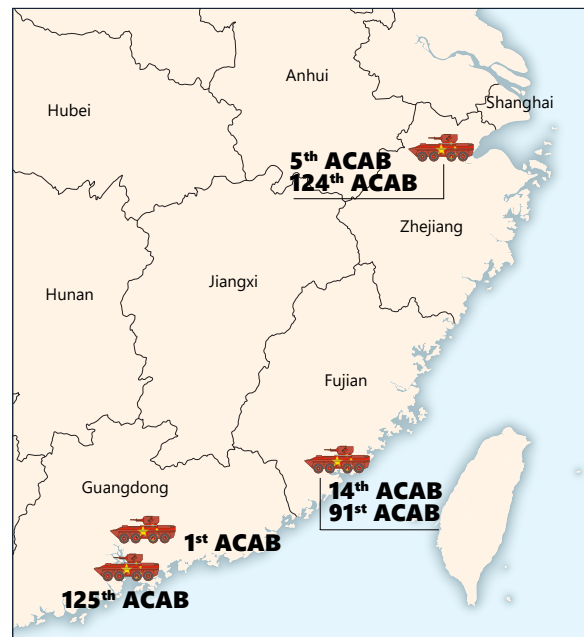 Anhui
Hubei
Shanghai
5th ACAB
124th ACAB
Zhejiang
Jiangxi
Hunan
Fujian
Guangdong
14th ACAB
91st ACAB
1st ACAB
125th ACAB